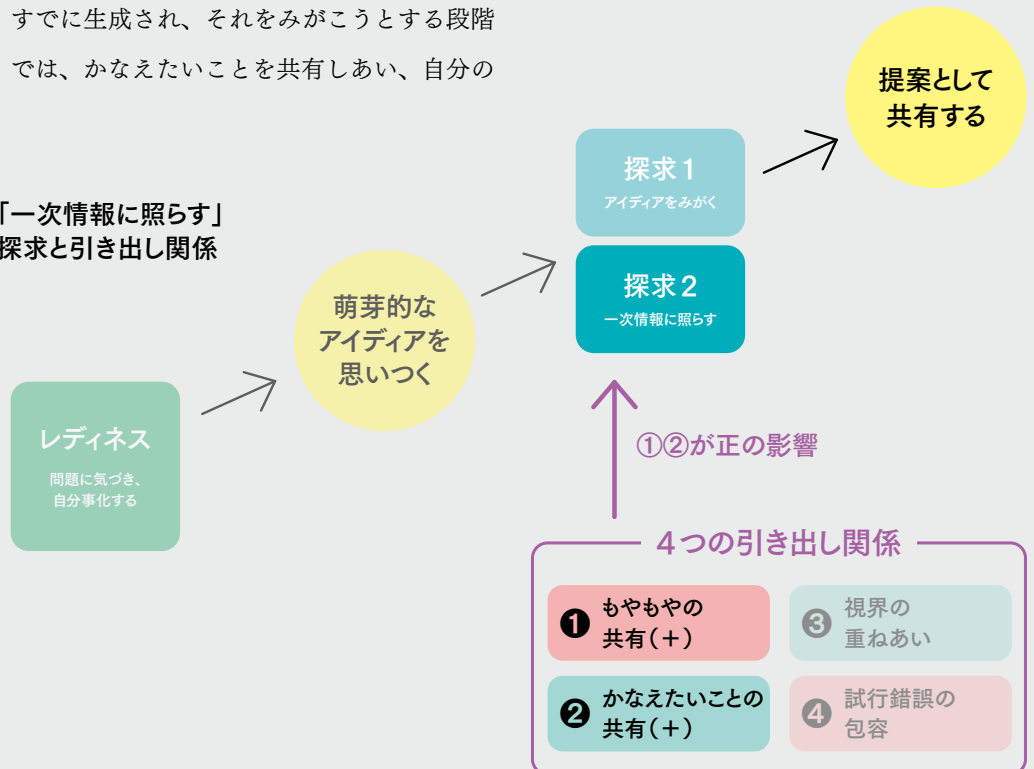 すでに生成され、それをみがこうとする段階
では、かなえたいことを共有しあい、自分の
「一次情報に照らす」
探求と引き出し関係
レディネス
問題に気づき、
自分事化する
萌芽的な
アイディアを
思いつく
探求1
アイディアをみがく
探求2
一次情報に照らす
提案として
共有する
①②が正の影響
4つの引き出し関係
❶ もやもやの
共有(+)
❷ かなえたいことの
共有(+)
❸ 視界の
重ねあい
❹ 試行錯誤の
包容